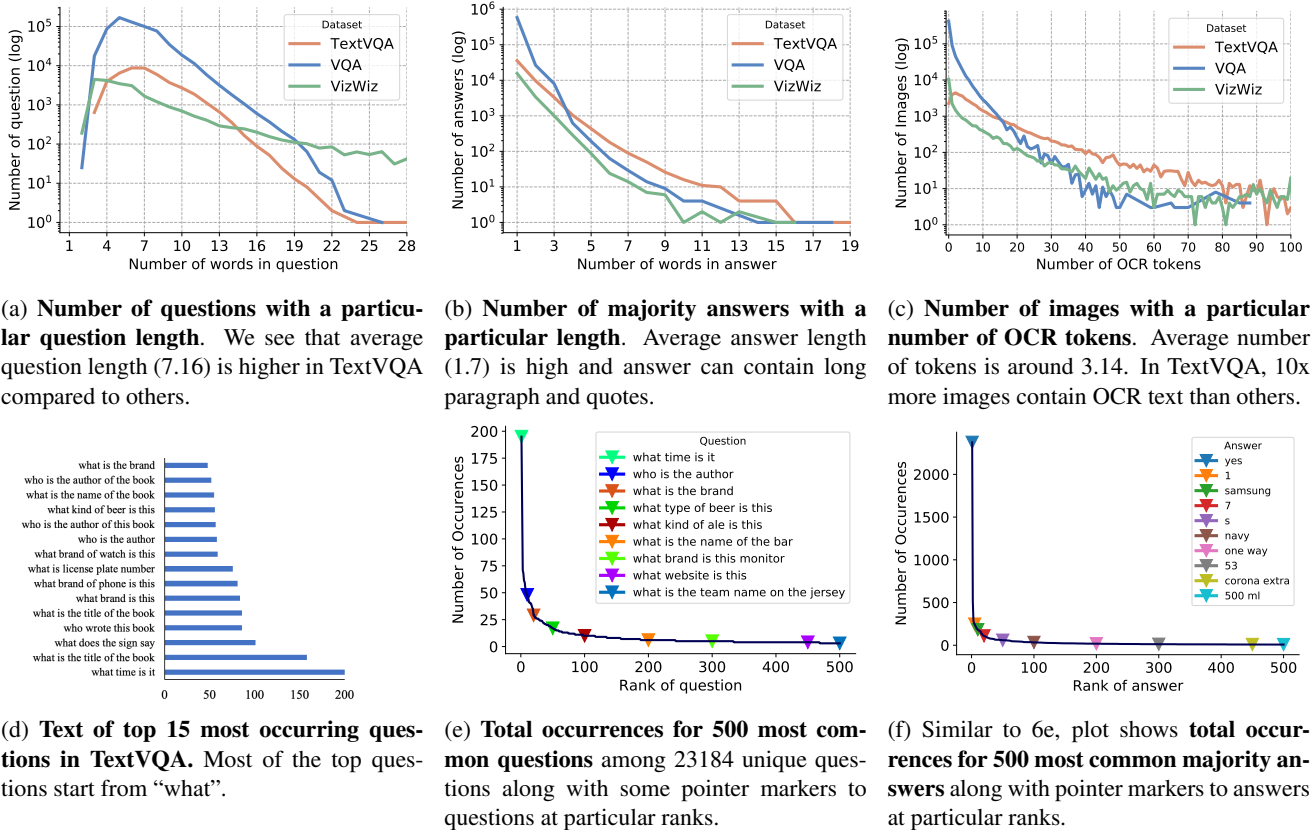 Number of question (log)
10^5
10^4
10^3
10^2
10^1
10^0
1 4 7 10 13 16 19 22 25 28
Number of words in question
Dataset
TextVQA
VQA
VizWiz
(a) Number of questions with a particu-
lar question length. We see that average
question length (7.16) is higher in TextVQA
compared to others.
Number of answers (log)
10^6
10^5
10^4
10^3
10^2
10^1
10^0
1 3 5 7 9 11 13 15 17 19
Number of words in answer
Dataset
TextVQA
VQA
VizWiz
(b) Number of majority answers with a
particular length. Average answer length
(1.7) is high and answer can contain long
paragraph and quotes.
Number of Images (log)
10^5
10^4
10^3
10^2
10^1
10^0
0 10 20 30 40 50 60 70 80 90 100
Number of OCR tokens
Dataset
TextVQA
VQA
VizWiz
(c) Number of images with a particular
number of OCR tokens. Average number
of tokens is around 3.14. In TextVQA, 10x
more images contain OCR text than others.
what is the brand
who is the author of the book
what is the name of the book
what kind of beer is this
who is the author of this book
who is the author
what brand of watch is this
what is license plate number
what brand of phone is this
what brand is this
what is the title of the book
who wrote this book
what does the sign say
what is the title of the book
what time is it
0 50 100 150 200
(d) Text of top 15 most occurring ques-
tions in TextVQA. Most of the top ques-
tions start from “what”.
Number of Occurences
200
175
150
125
100
75
50
25
0
0 100 200 300 400 500
Rank of question
Question
what time is it
who is the author
what is the brand
what type of beer is this
what kind of ale is this
what is the name of the bar
what brand is this monitor
what website is this
what is the team name on the jersey
(e) Total occurrences for 500 most com-
mon questions among 23184 unique ques-
tions along with some pointer markers to
questions at particular ranks.
Number of Occurences
2000
1500
1000
500
0
0 100 200 300 400 500
Rank of answer
Answer
yes
1
samsung
7
s
navy
one way
53
corona extra
500 ml
(f) Similar to 6e, plot shows total occur-
rences for 500 most common majority an-
swers along with pointer markers to answers
at particular ranks.